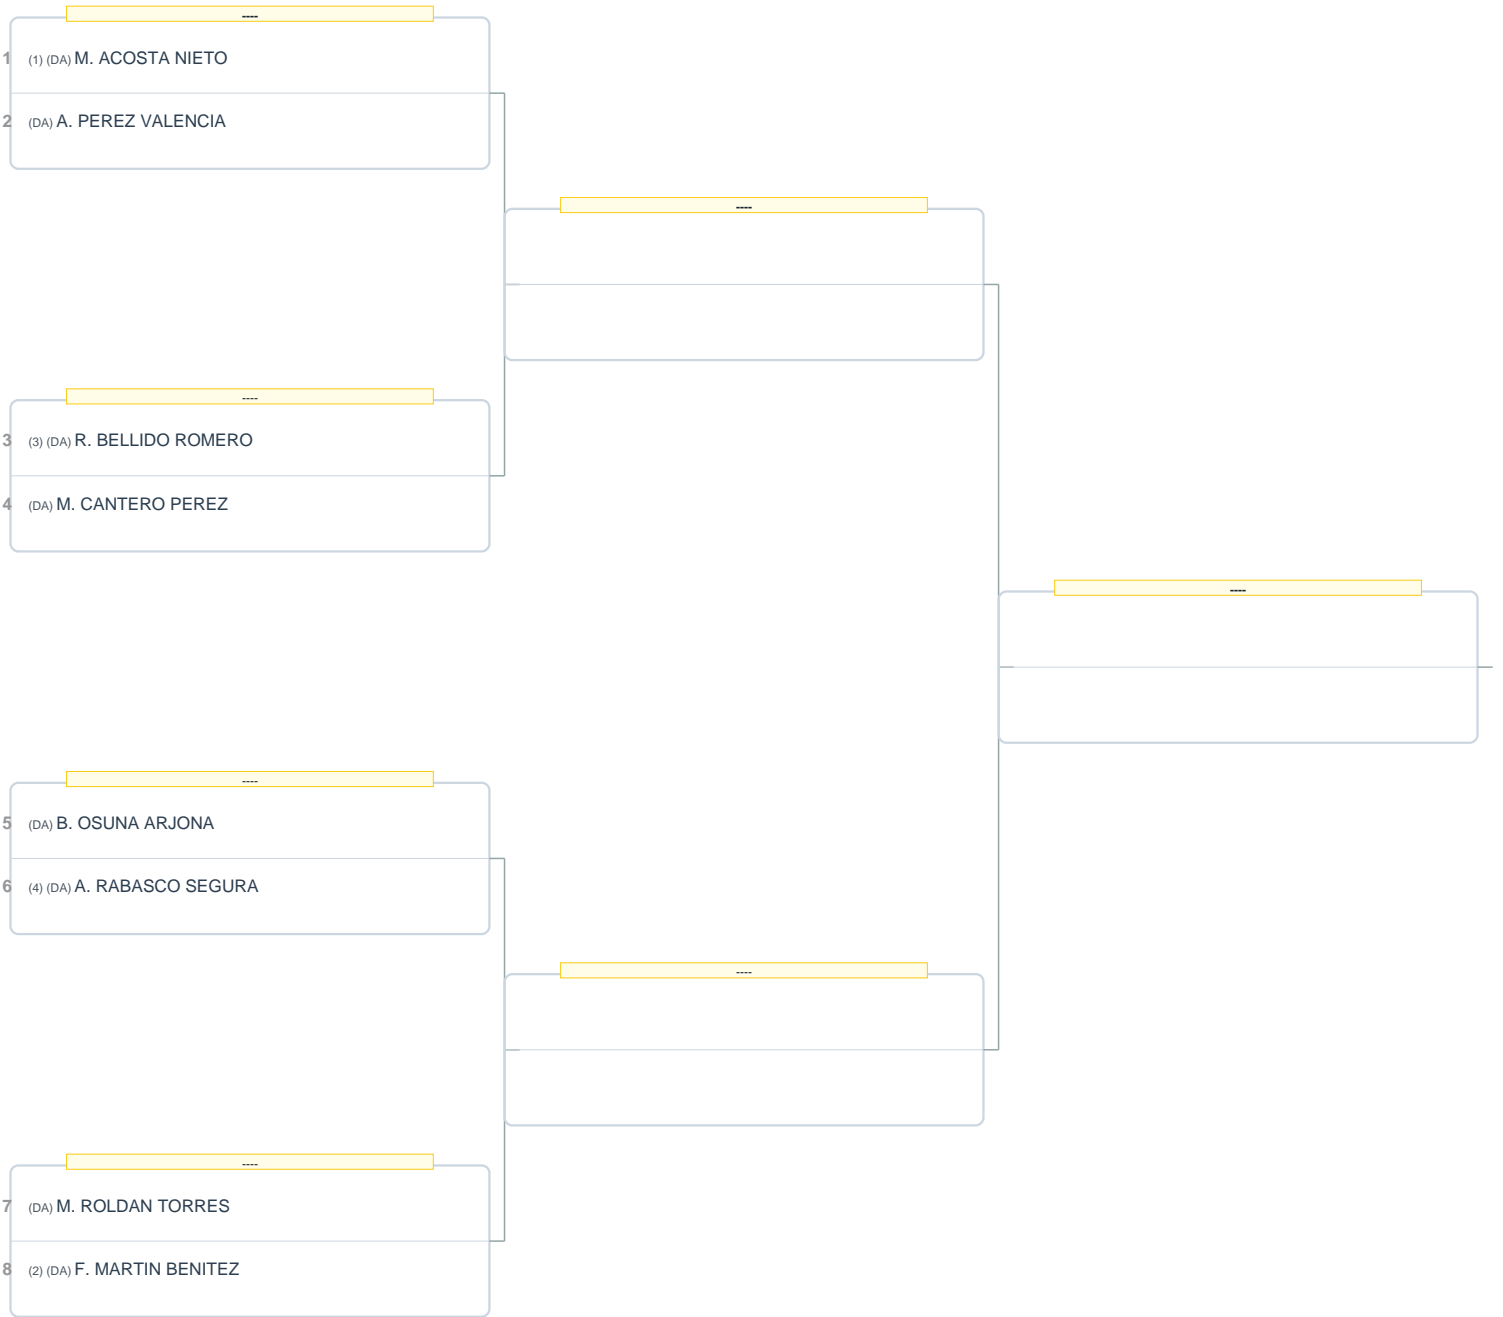 ----
1 (1) (DA) M. ACOSTA NIETO
2 (DA) A. PEREZ VALENCIA
----
----
3 (3) (DA) R. BELLIDO ROMERO
4 (DA) M. CANTERO PEREZ
----
----
5 (DA) B. OSUNA ARJONA
6 (4) (DA) A. RABASCO SEGURA
----
----
7 (DA) M. ROLDAN TORRES
8 (2) (DA) F. MARTIN BENITEZ